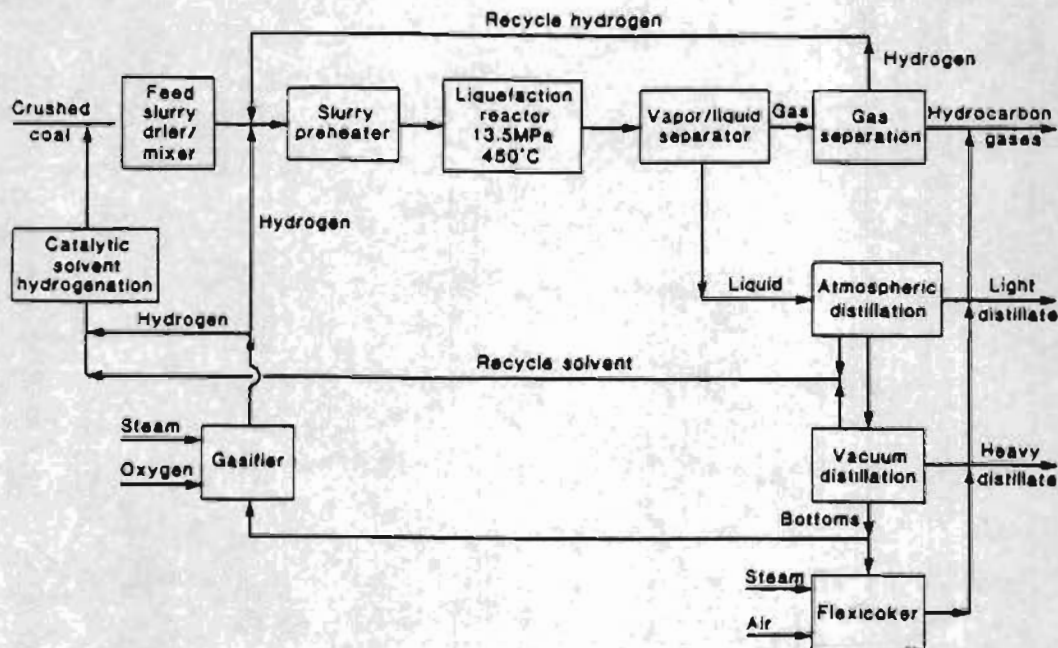 Recycle hydrogen
Hydrogen
Crushed
coal
Feed
slurry
drier/
mixer
Slurry
preheater
Liquefaction
reactor
13.5MPa
450°C
Vapor/liquid
separator
Gas
Gas
separation
Hydrocarbon
gases
Hydrogen
Catalytic
solvent
hydrogenation
Liquid
Atmospheric
distillation
Light
distillate
Hydrogen
Recycle solvent
Steam
Oxygen
Gasifier
Vacuum
distillation
Heavy
distillate
Bottoms
Steam
Air
Flexicoker